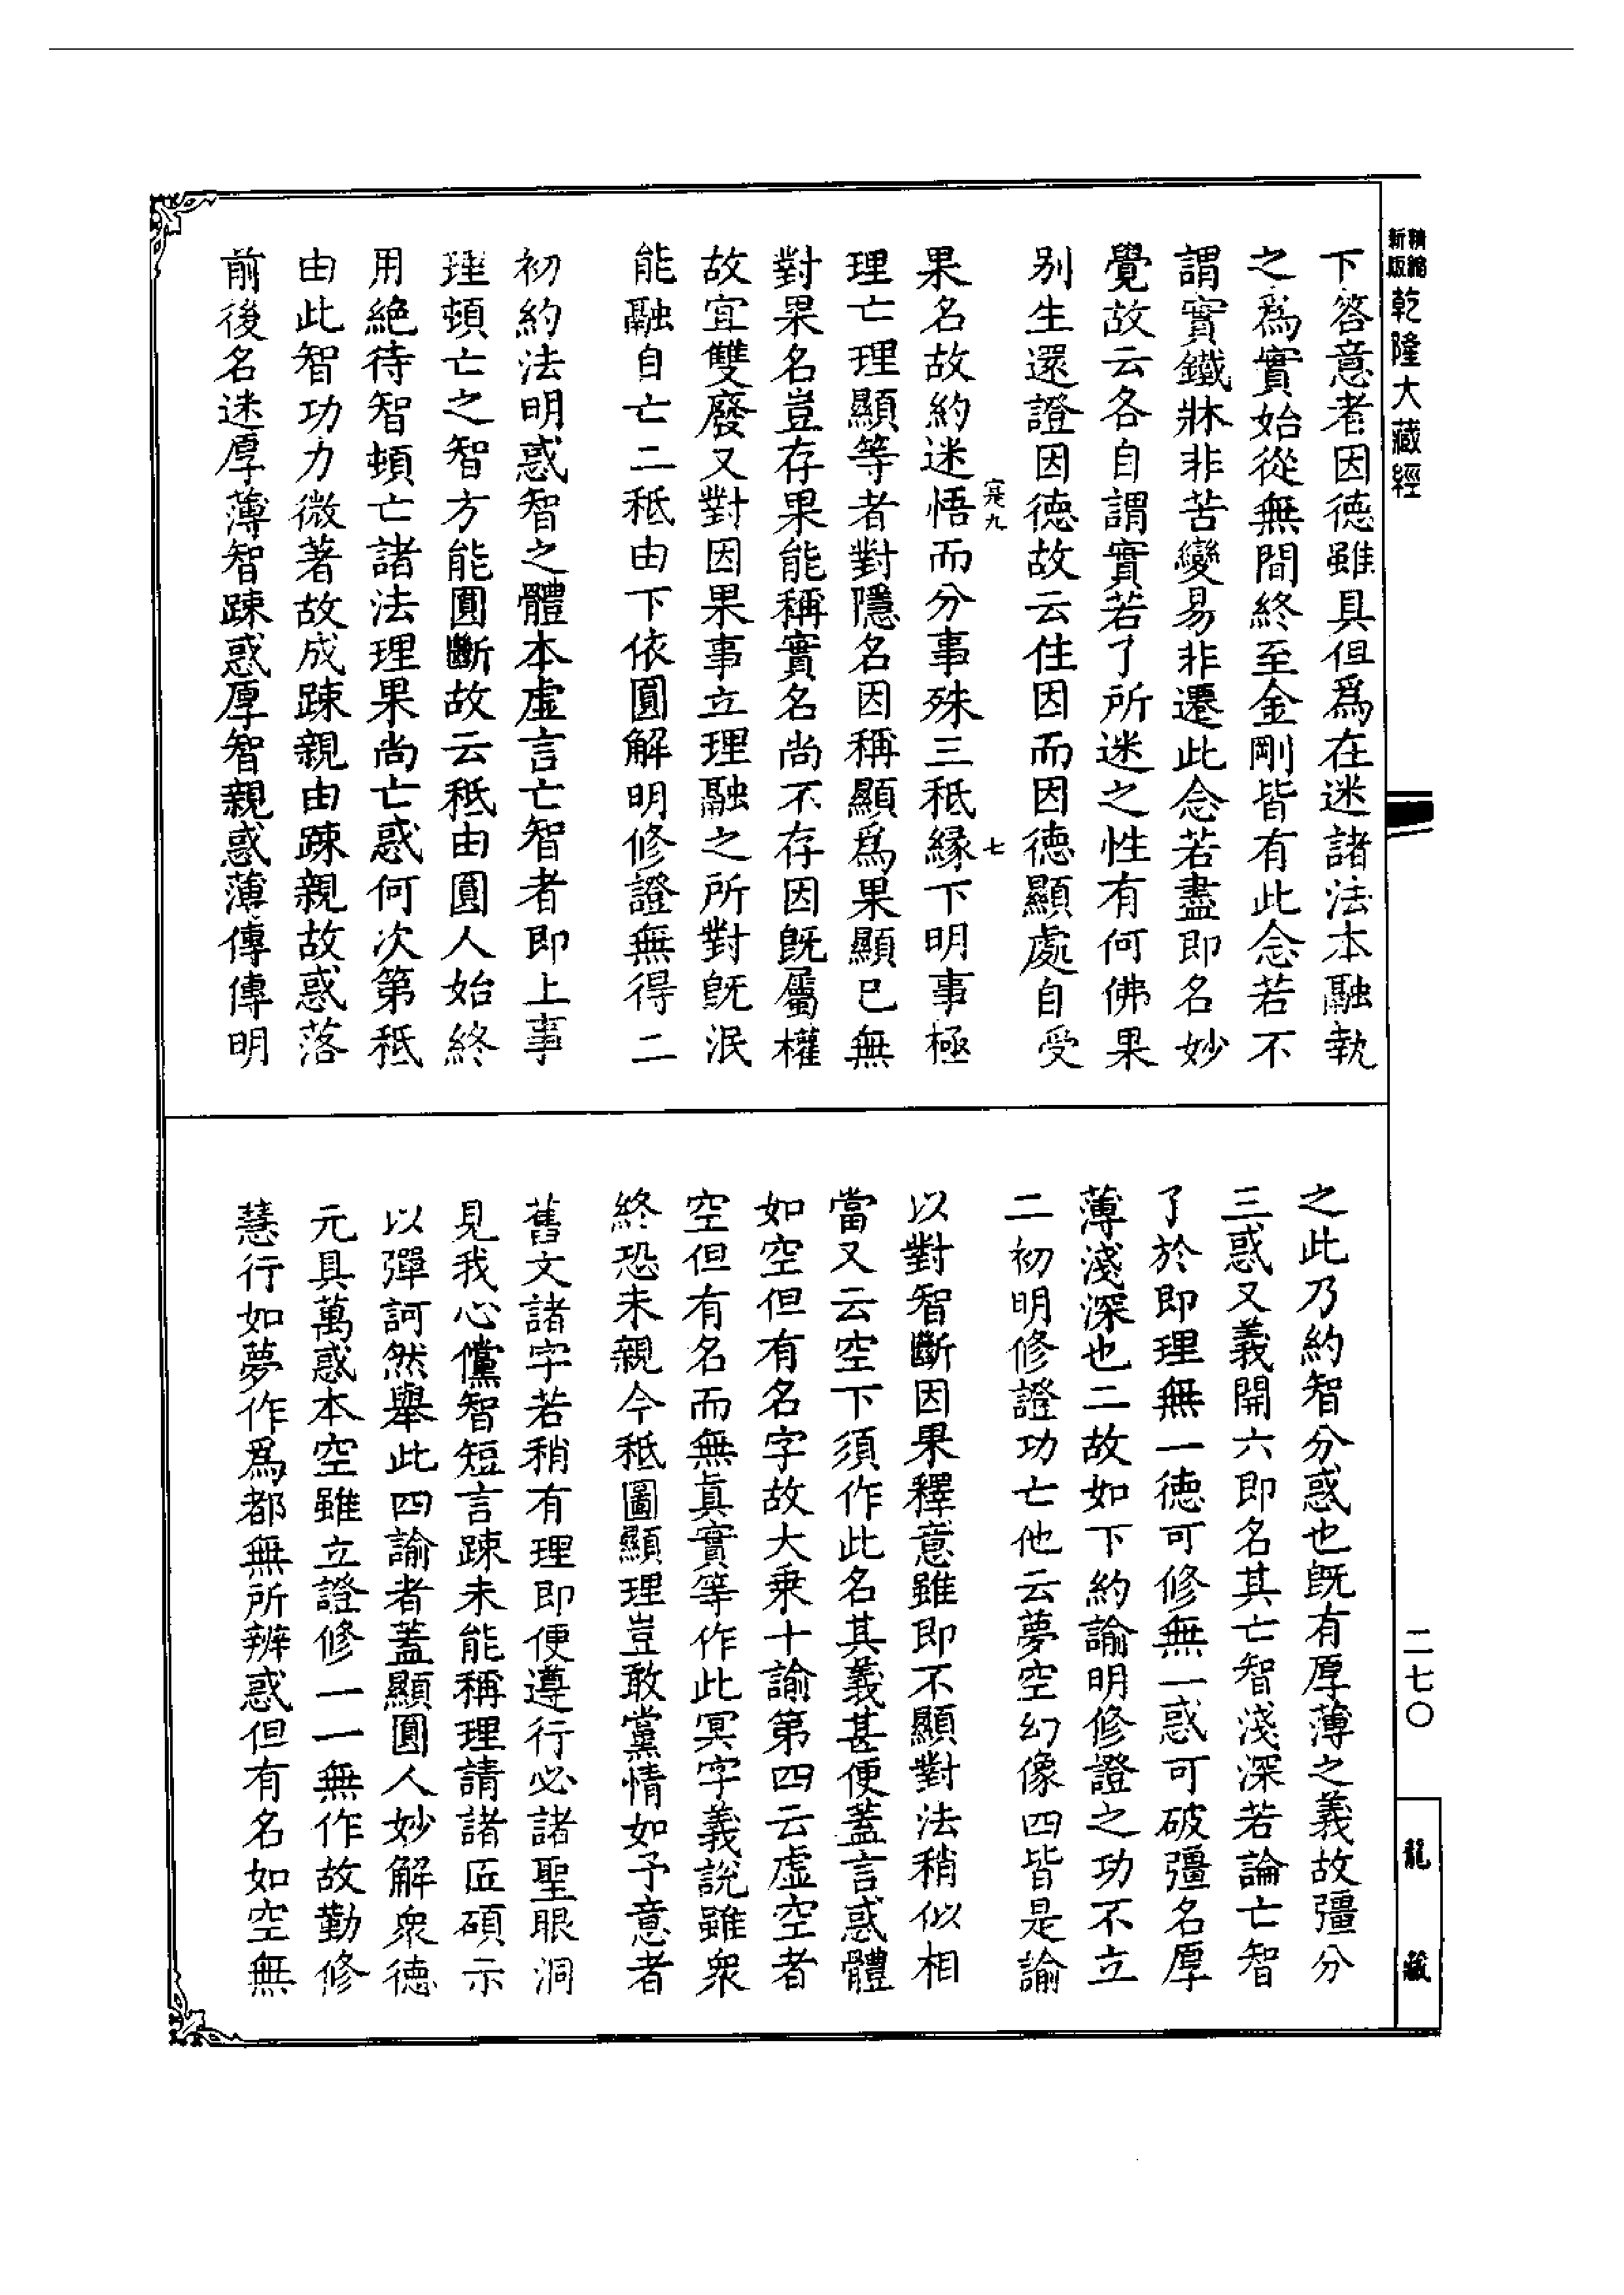 新版
精縮
乾隆大藏經
下答意者因德雖具但爲在迷諸法本融執
之爲實始從無間終至金剛皆有此念若不
謂實鐵牀非苦變易非遷此念若盡即名妙
覺故云各自謂實若了所迷之性有何佛果
别生還證因德故云住因而因德顯處自受
寔九 七
果名故約迷悟而分事殊三秖緣下明事極
理亡理顯等者對隱名因稱顯爲果顯已無
對果名豈存果能稱實名尚不存因旣屬權
故宜雙廢又對因果事立理融之所對旣泯
能融自亡二秖由下依圓解明修證無得二
初約法明惑智之體本虛言亡智者即上事
理頓亡之智方能圓斷故云秖由圓人始終
用絶待智頓亡諸法理果尚亡惑何次第秖
由此智功力微著故成踈親由踈親故惑落
前後名迷厚薄智踈惑厚智親惑薄傳傳明
之此乃約智分惑也旣有厚薄之義故彊分
三惑又義開六即名其亡智淺深若論亡智
了於即理無一德可修無一惑可破彊名厚
薄淺深也二故如下約諭明修證之功不立
二初明修證功亡他云夢空幻像四皆是諭
以對智斷因果釋意雖即不顯對法稍似相
當又云空下須作此名其義甚便蓋言惑體
如空但有名字故大乘十諭第四云虛空者
空但有名而無眞實等作此冥字義說雖衆
終恐未親今秖圖顯理豈敢黨情如予意者
舊文諸字若稍有理即便遵行必諸聖眼洞
見我心儻智短言踈未能稱理請諸匠碩示
以彈訶然舉此四諭者蓋顯圓人妙解衆德
元具萬惑本空雖立證修一一無作故勤修
慧行如夢作爲都無所辨惑但有名如空無
二七〇
龍藏